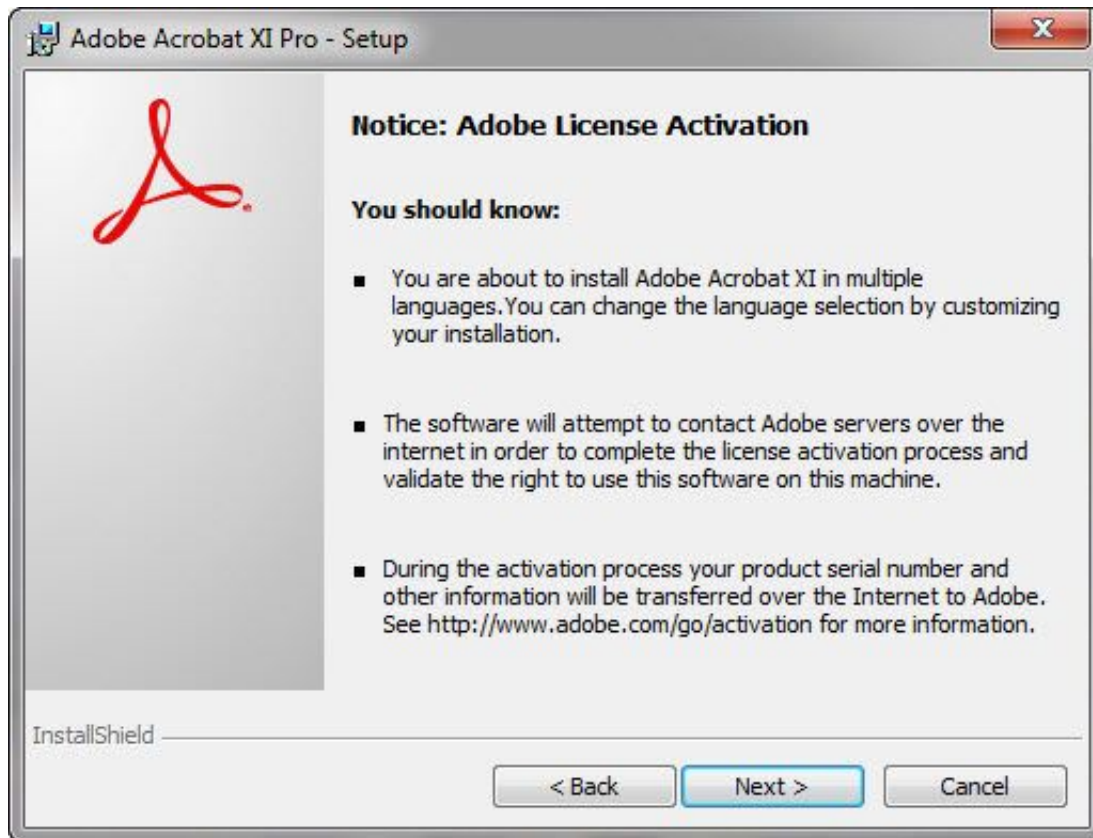 Adobe Acrobat XI Pro - Setup
Notice: Adobe License Activation
You should know:
■ You are about to install Adobe Acrobat XI in multiple
languages.You can change the language selection by customizing
your installation.
■ The software will attempt to contact Adobe servers over the
internet in order to complete the license activation process and
validate the right to use this software on this machine.
■ During the activation process your product serial number and
other information will be transferred over the Internet to Adobe.
See http://www.adobe.com/go/activation for more information.
InstallShield
< Back Next > Cancel